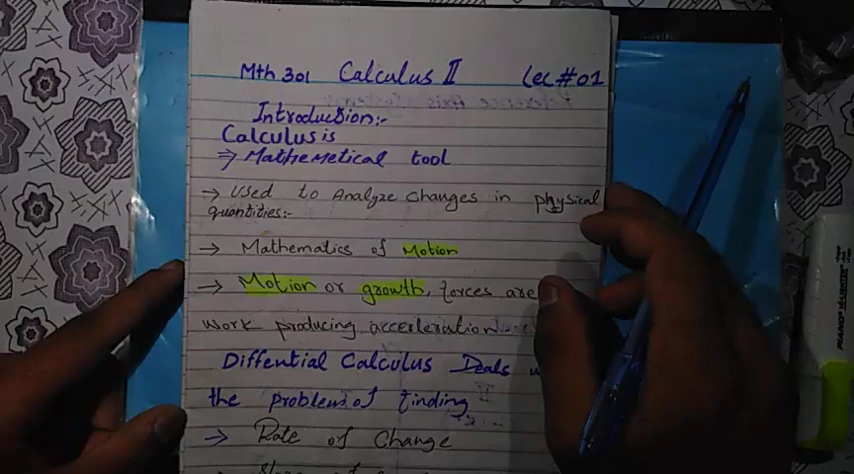 Mth 301 Calculus II Lec #01
Introduction:-
Calculus is
⇒ Mathemetical tool
→ Used to Analyze changes in physical
quantities:-
→ Mathematics of Motion
→ Motion or growth, forces are
work producing accerleration
Diffential Calculus Deals
the problems of finding
→ Rate of Change